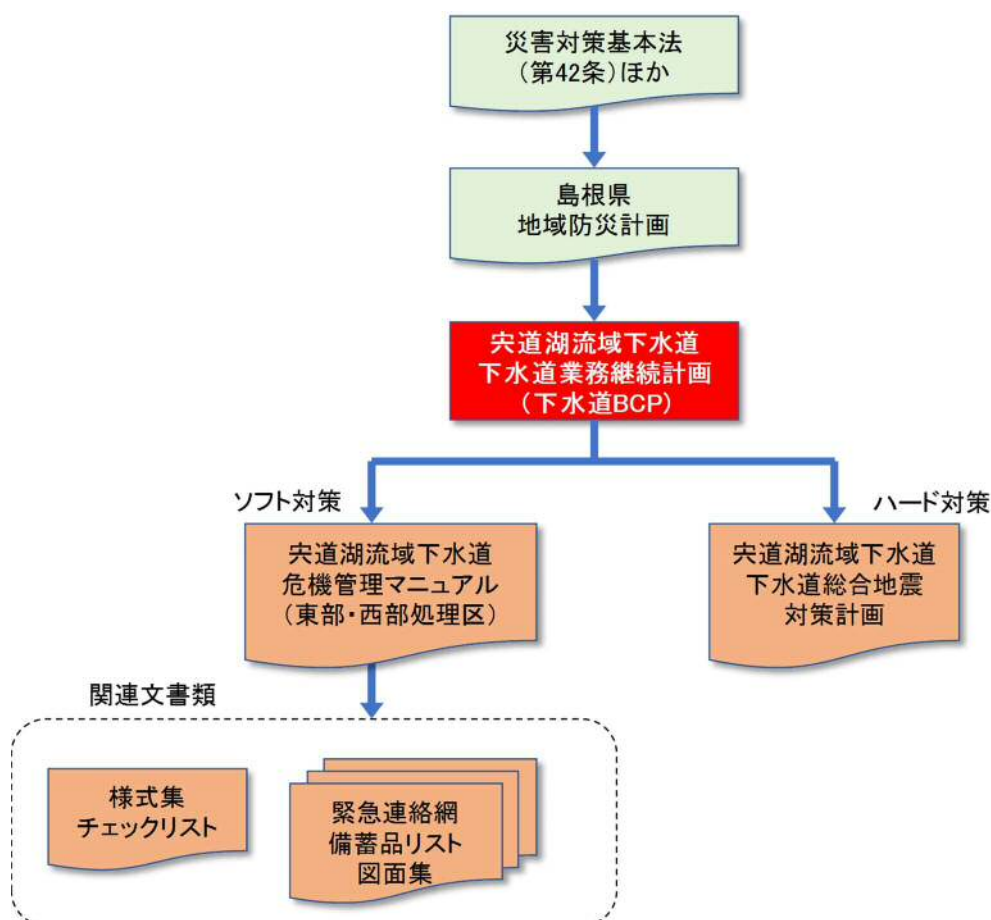 災害対策基本法
（第42条）ほか
島根県
地域防災計画
宍道湖流域下水道
下水道業務継続計画
（下水道BCP）
ソフト対策
ハード対策
宍道湖流域下水道
危機管理マニュアル
（東部・西部処理区）
宍道湖流域下水道
下水道総合地震
対策計画
関連文書類
様式集
チェックリスト
緊急連絡網
備蓄品リスト
図面集